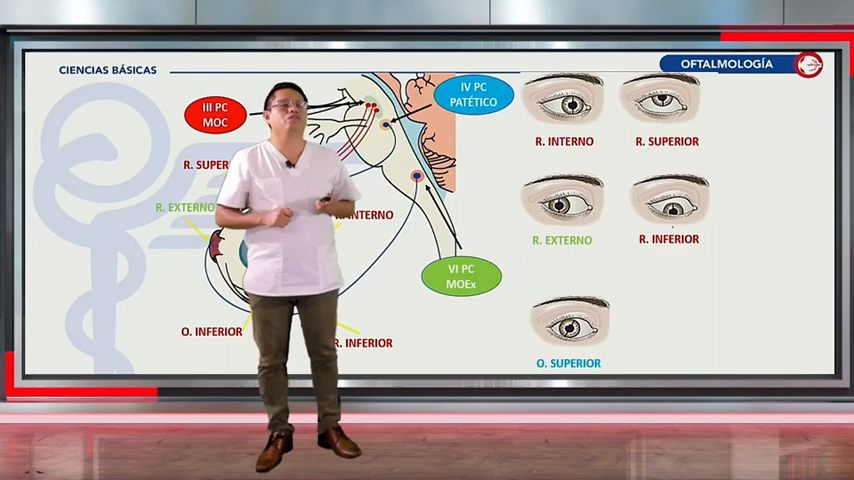 CIENCIAS BÁSICAS
OFTALMOLOGÍA
III PC
MOC
IV PC
PATÉTICO
R. INTERNO
R. SUPERIOR
R. SUPER
R. EXTERNO
INTERNO
R. EXTERNO
R. INFERIOR
VI PC
MOEx
O. INFERIOR
R. INFERIOR
O. SUPERIOR